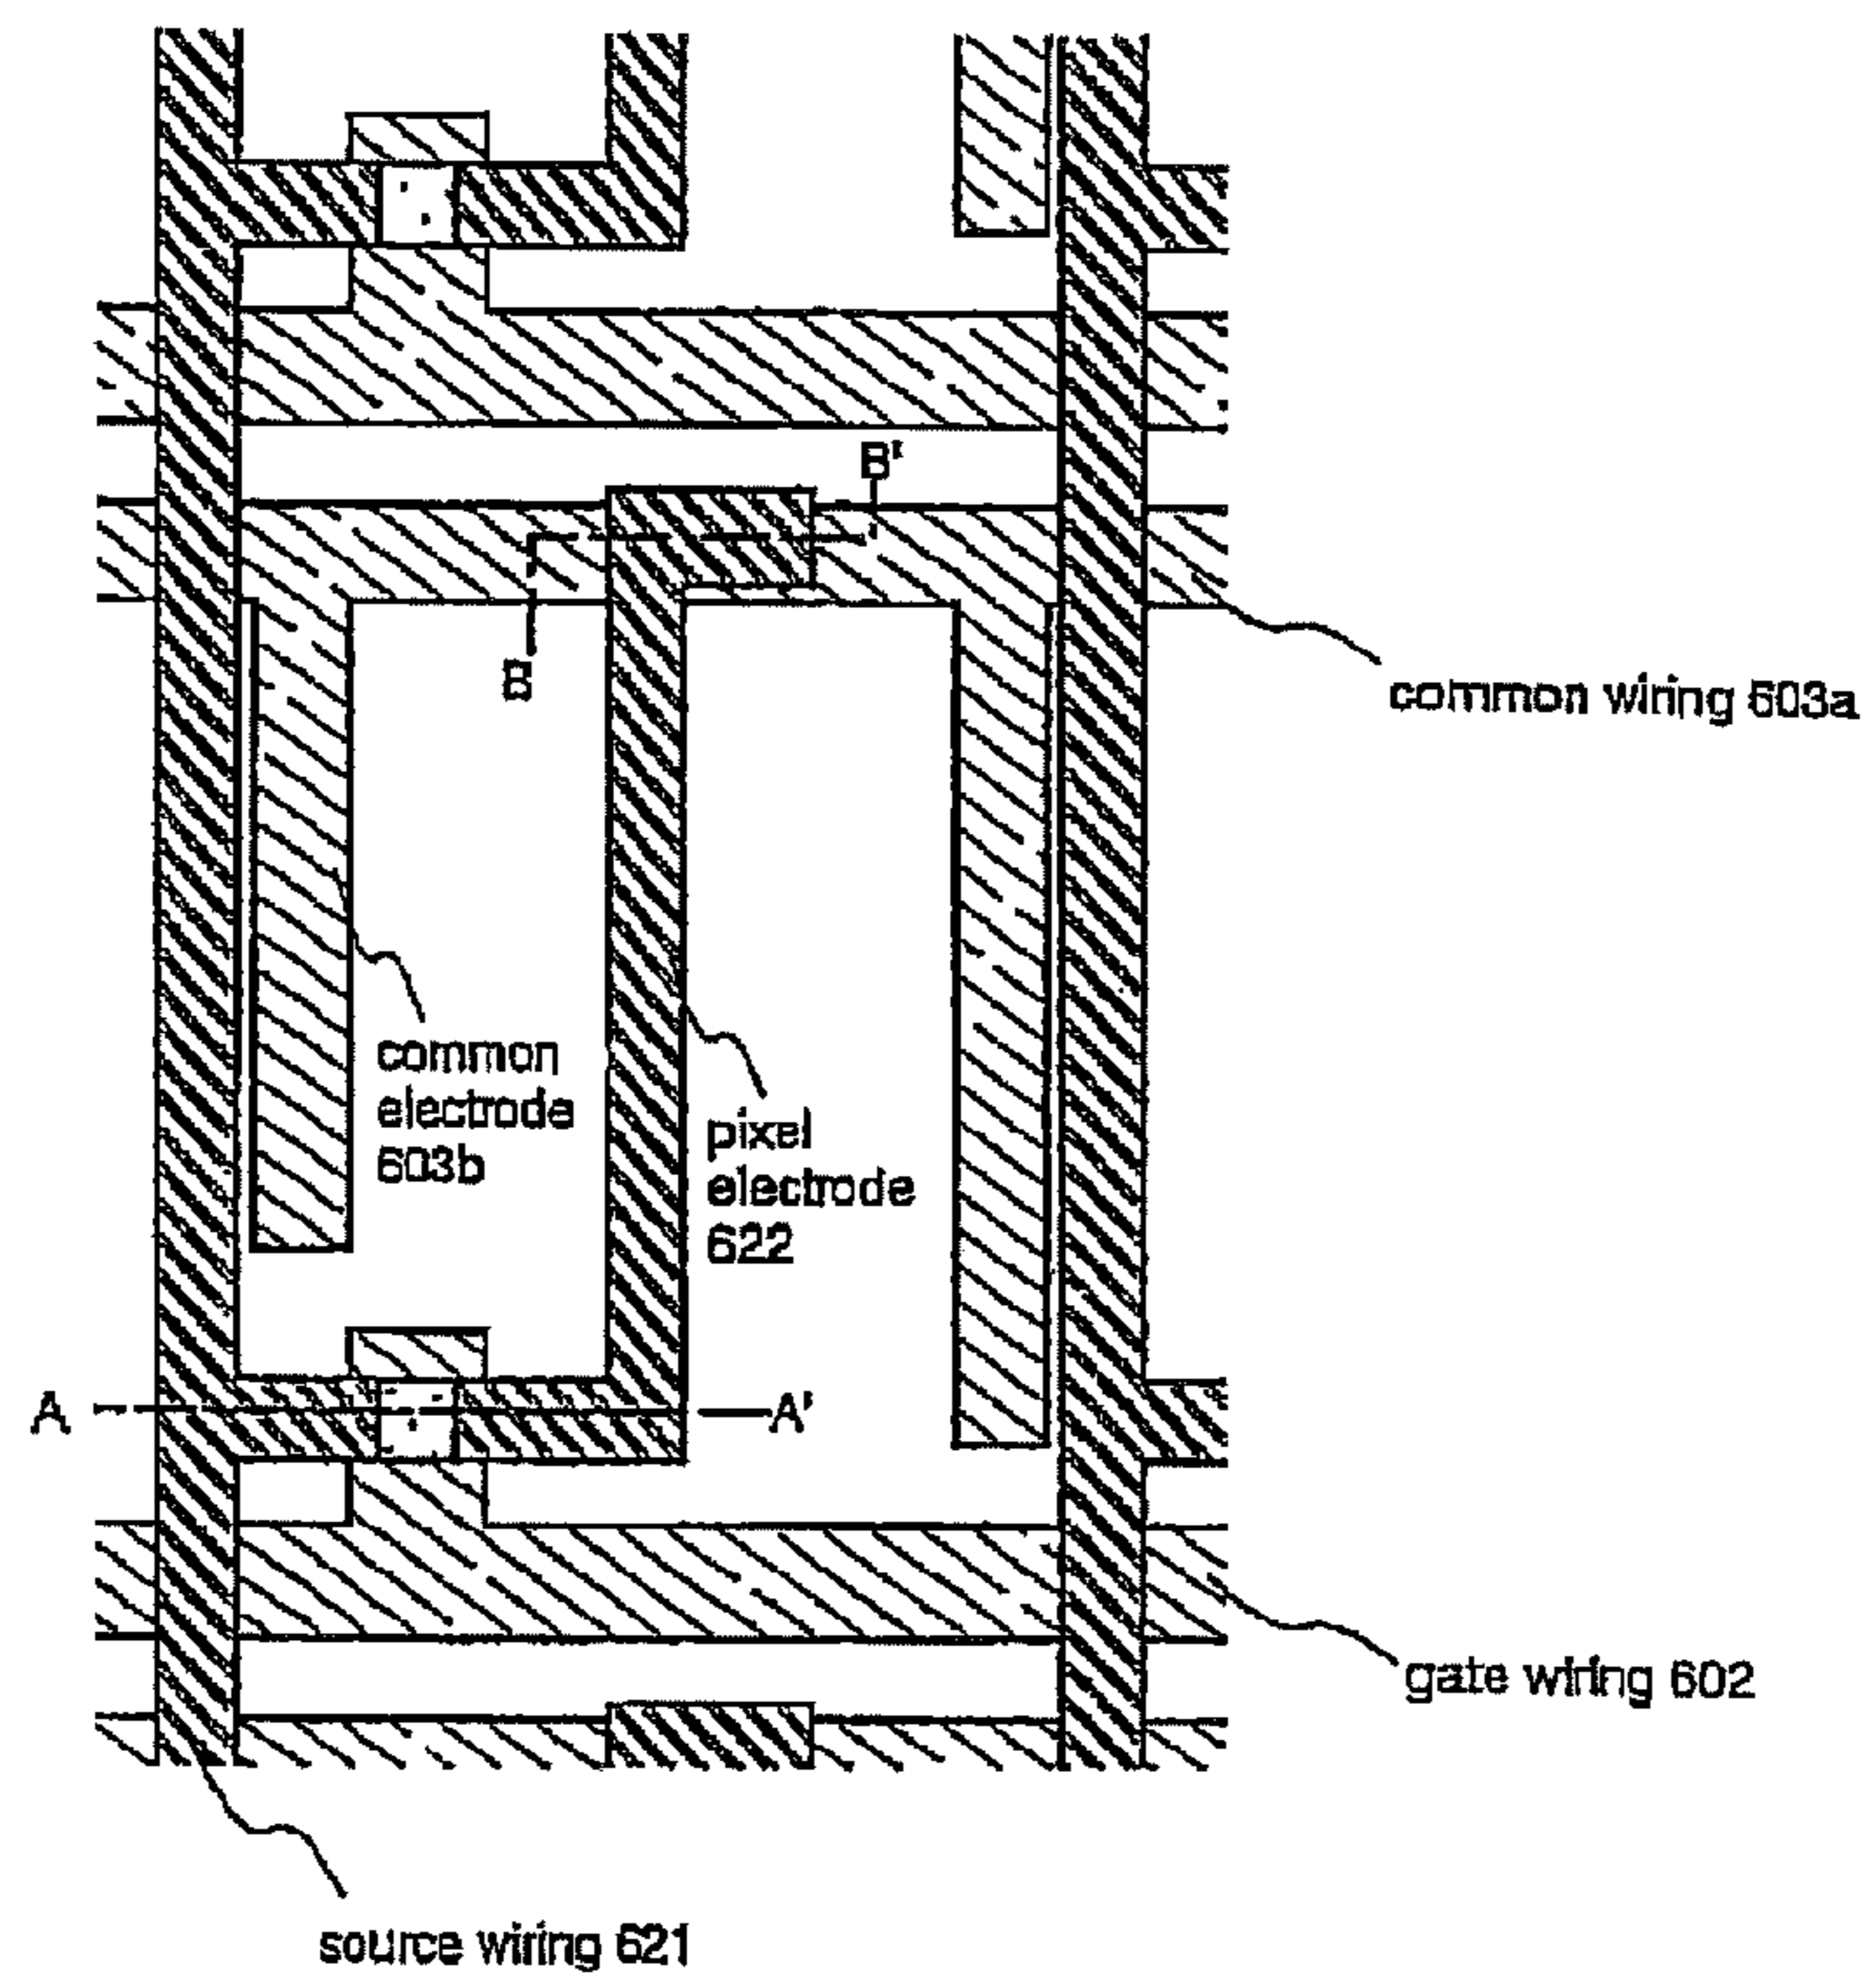 B'
B
common wiring 603a
common
electrode
603b
pixel
electrode
622
A
A'
gate wiring 602
source wiring 621